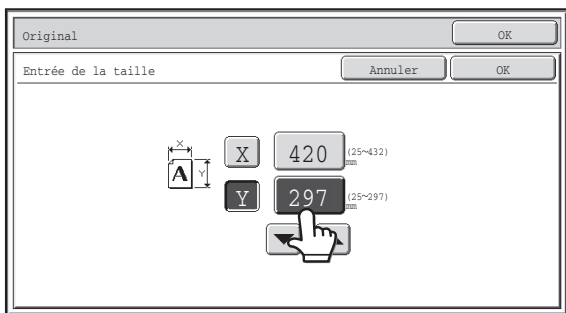 Original OK
Entrée de la taille Annuler OK
X
X 420 (25~432)
mm
A Y
Y 297 (25~297)
mm